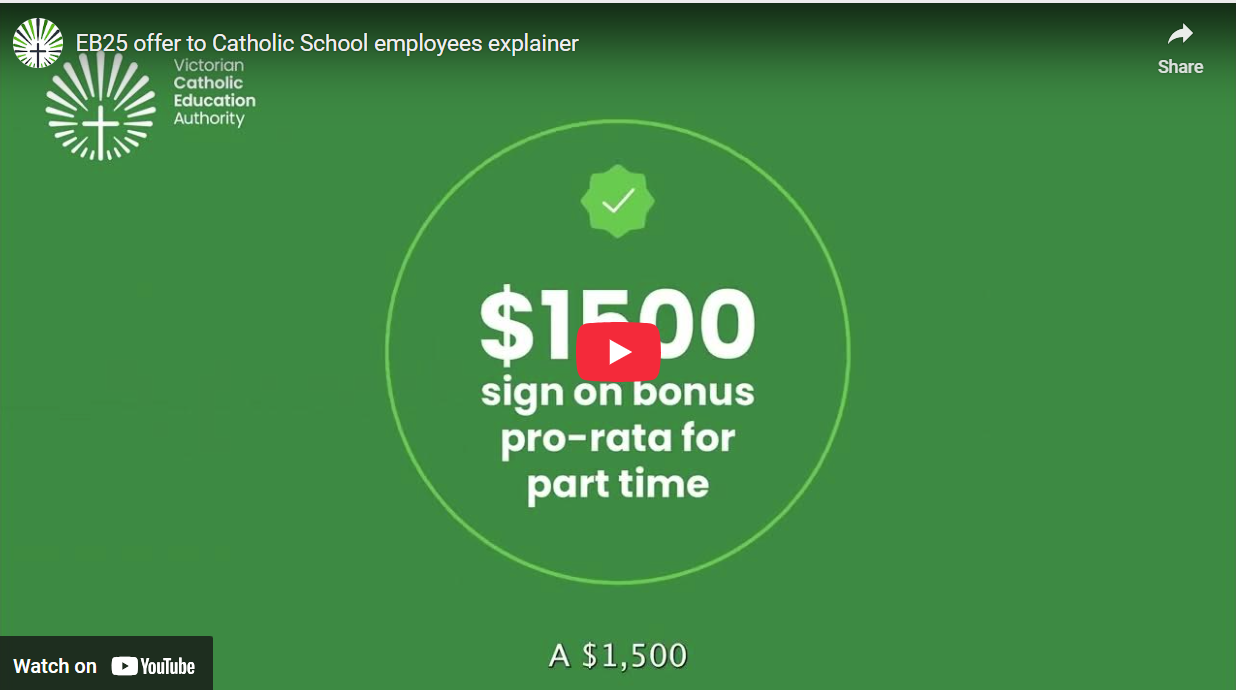 EB25 offer to Catholic School employees explainer
Share
Victorian
Catholic
Education
Authority
$1500
sign on bonus
pro-rata for
part time
A $1,500
Watch on YouTube